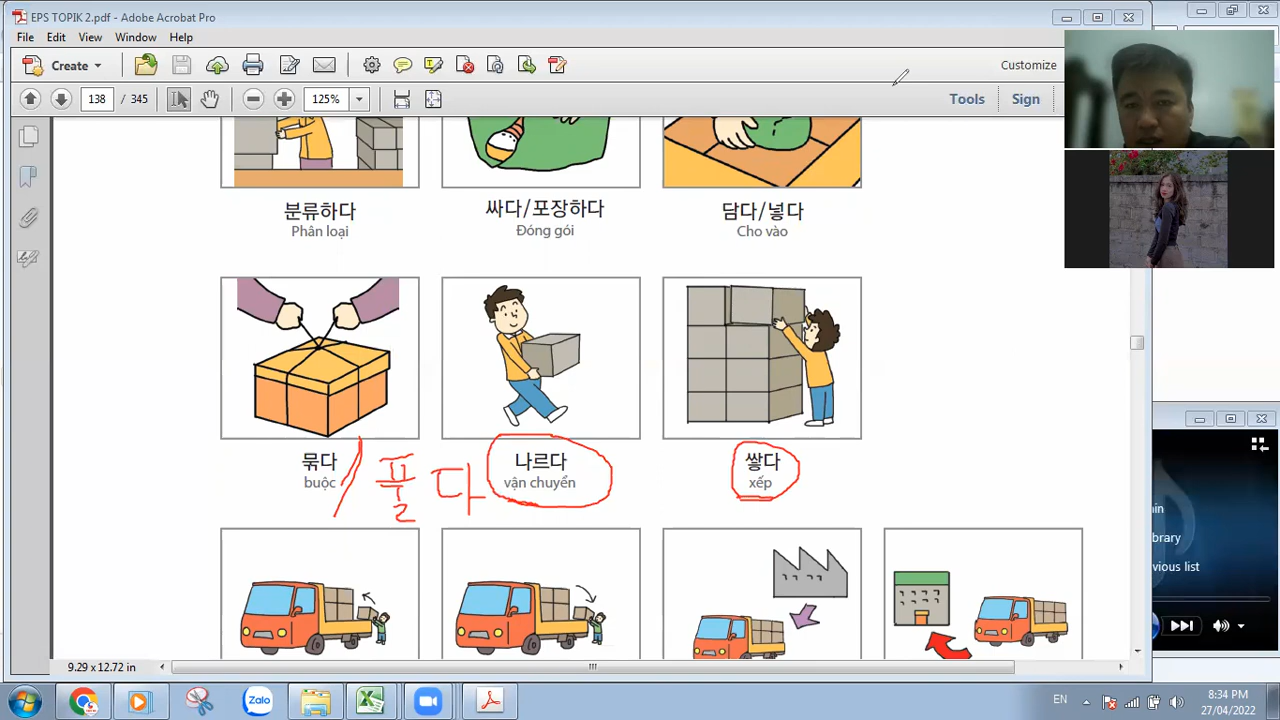 EPS TOPIK 2.pdf - Adobe Acrobat Pro
File Edit View Window Help
Create
Customize
138 / 345
125%
Tools Sign
분류하다 싸다/포장하다 담다/넣다
Phân loại Đóng gói Cho vào
묶다 / 풀다 나르다 쌓다
buộc vận chuyển xếp
9.29 x 12.72 in
vious list
Zalo
EN
8:34 PM
27/04/2022